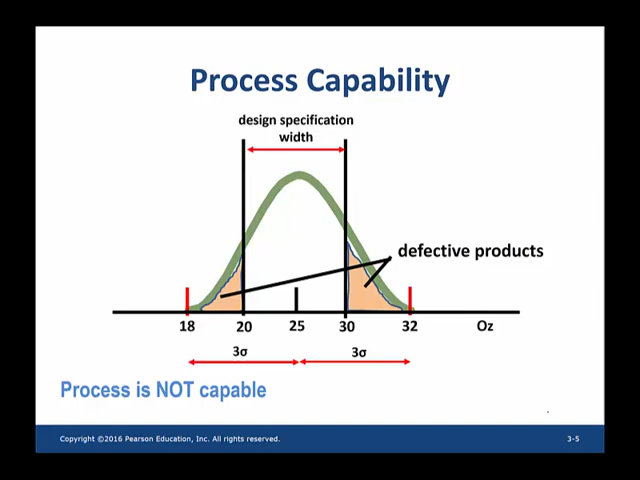 Process Capability
design specification
width
defective products
18 20 25 30 32 Oz
3σ 3σ
Process is NOT capable
Copyright ©2016 Pearson Education, Inc. All rights reserved. 3-5